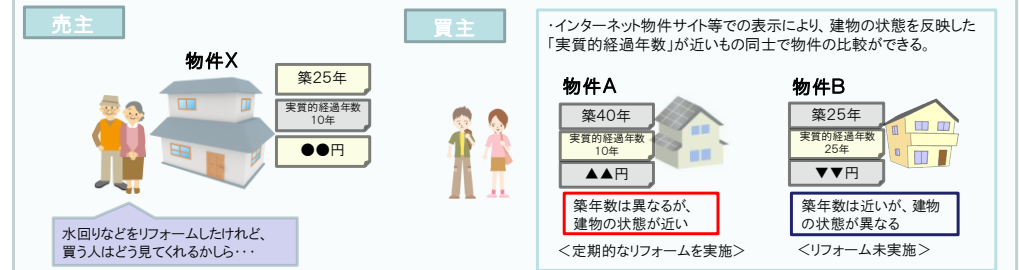 売主
物件X
築25年
実質的経過年数
10年
●●円
水回りなどをリフォームしたけれど、
買う人はどう見てくれるかしら・・・
買主
・インターネット物件サイト等での表示により、建物の状態を反映した
「実質的経過年数」が近いもの同士で物件の比較ができる。
物件A
築40年
実質的経過年数
10年
▲▲円
築年数は異なるが、
建物の状態が近い
＜定期的なリフォームを実施＞
物件B
築25年
実質的経過年数
25年
▼▼円
築年数は近いが、建物
の状態が異なる
＜リフォーム未実施＞